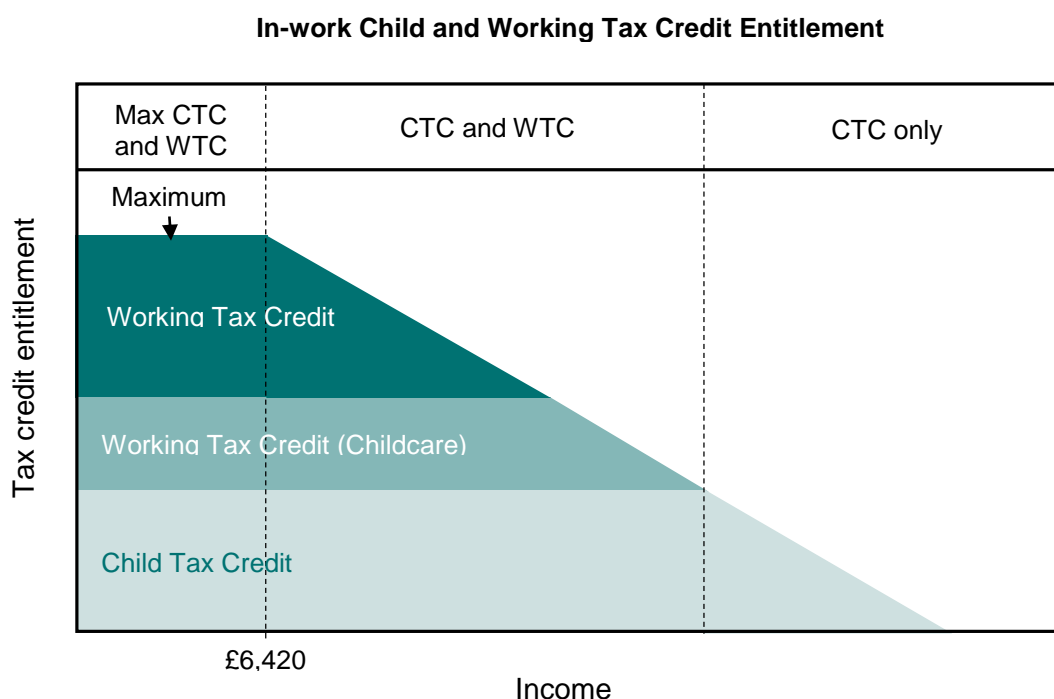 In-work Child and Working Tax Credit Entitlement
Max CTC
and WTC
CTC and WTC
CTC only
Maximum
Working Tax Credit
Working Tax Credit (Childcare)
Child Tax Credit
Tax credit entitlement
£6,420
Income